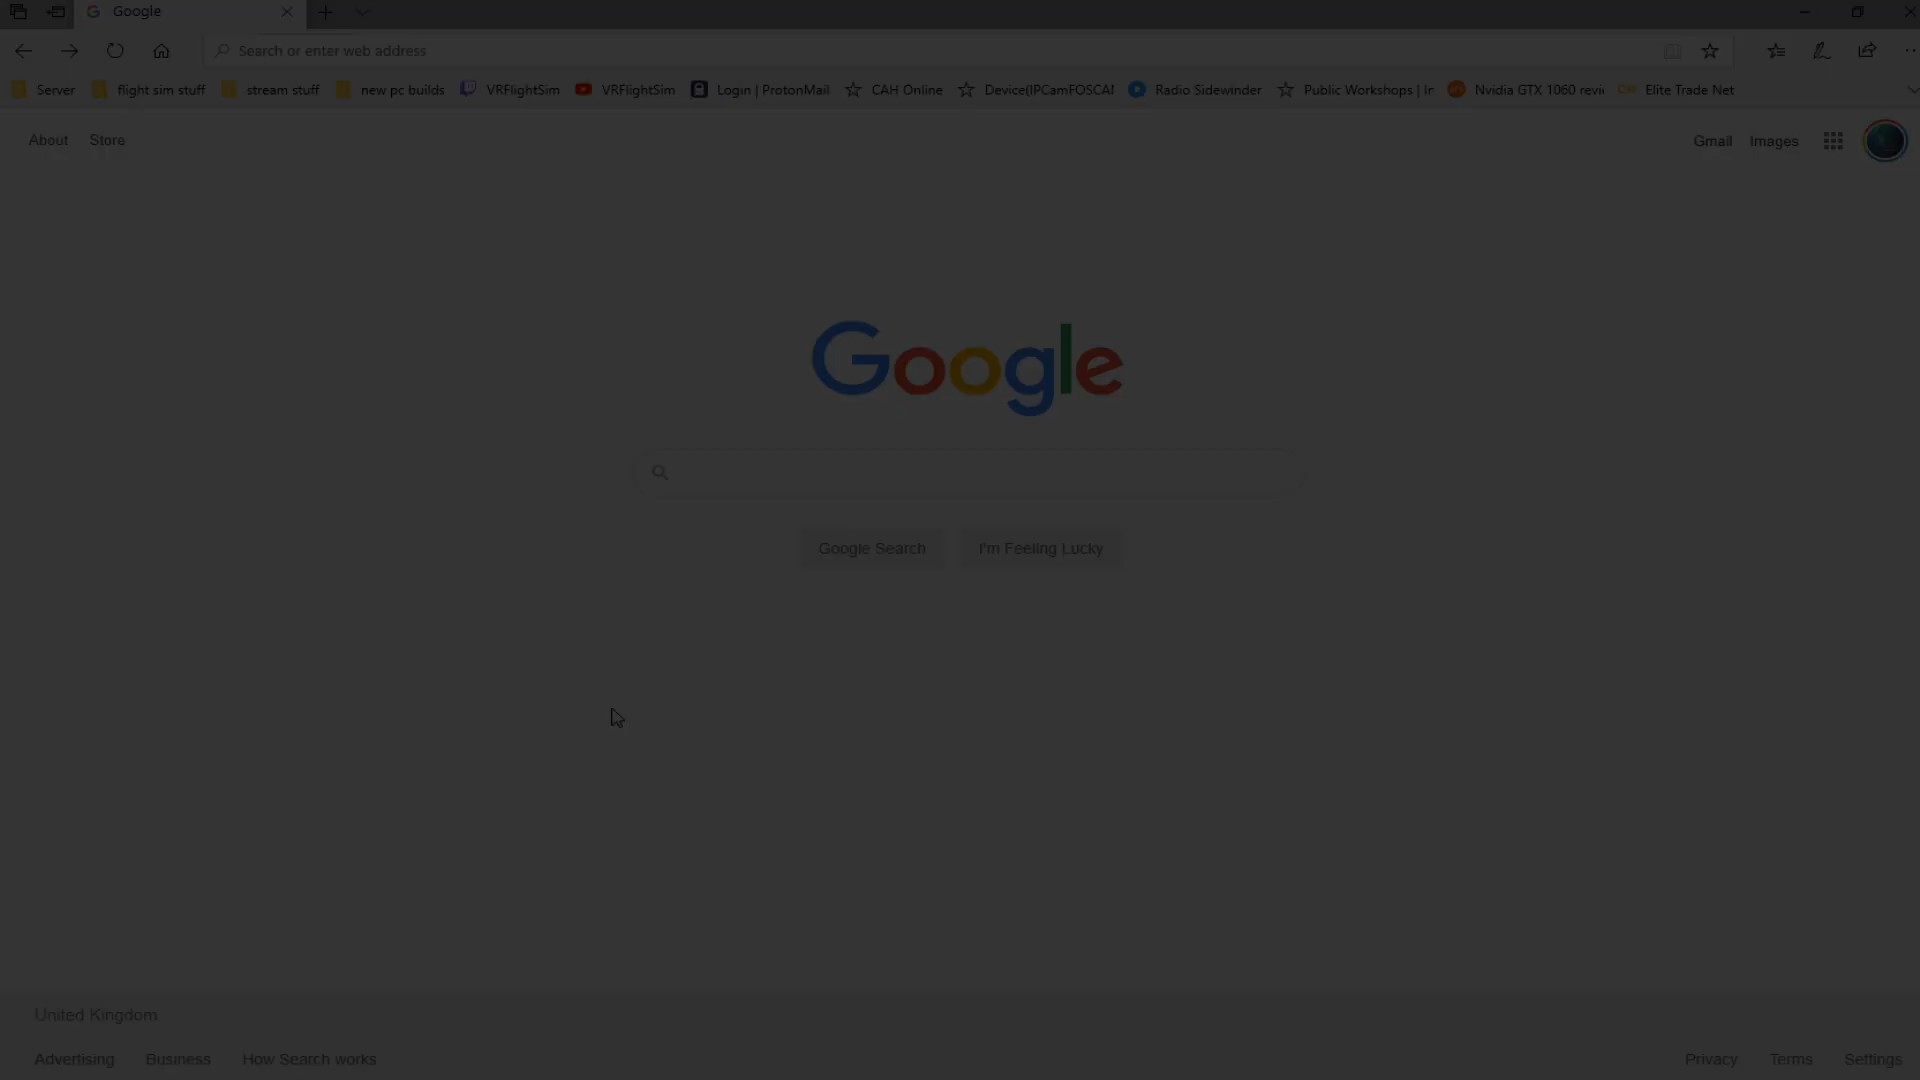 Google
Search or enter web address
Server flight sim stuff stream stuff new pc builds VRFlightSim VRFlightSim Login | ProtonMail CAH Online Device(IPCamFOSCAM Radio Sidewinder Public Workshops | Ir Nvidia GTX 1060 revi Elite Trade Net
About Store Gmail Images
Google
Google Search I'm Feeling Lucky
United Kingdom
Advertising Business How Search works Privacy Terms Settings